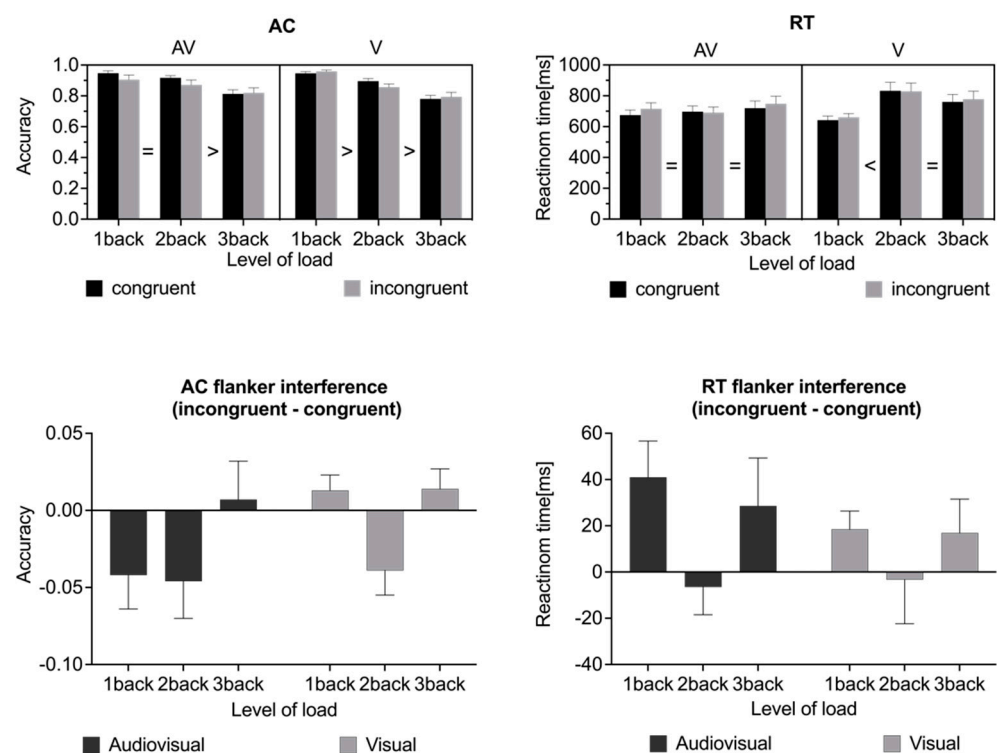 AC
AV V
1.0
0.8
0.6
0.4
0.2
0.0
Accuracy
= > > >
1back 2back 3back 1back 2back 3back
Level of load
congruent incongruent
RT
AV V
1000
800
600
400
200
0
Reactinom time[ms]
= = < =
1back 2back 3back 1back 2back 3back
Level of load
congruent incongruent
AC flanker interference
(incongruent - congruent)
0.05
0.00
-0.05
-0.10
Accuracy
1back 2back 3back 1back 2back 3back
Level of load
Audiovisual Visual
RT flanker interference
(incongruent - congruent)
60
40
20
0
-20
-40
Reactinom time[ms]
1back 2back 3back 1back 2back 3back
Level of load
Audiovisual Visual